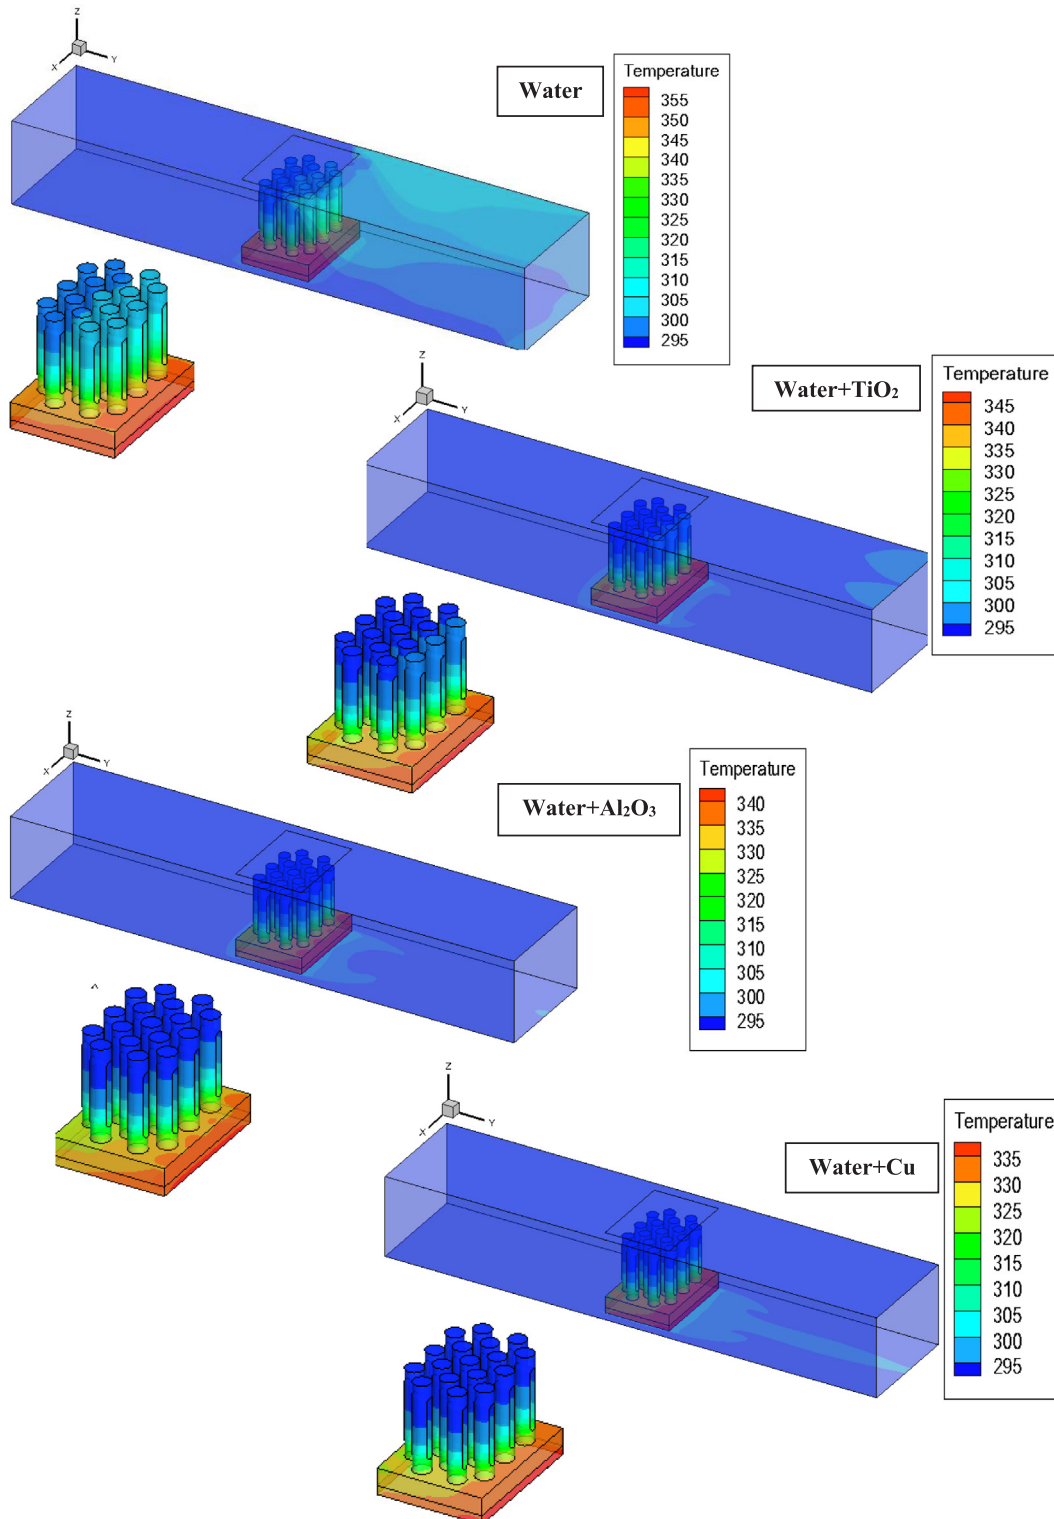 Z
X
Y
Water
Temperature
355
350
345
340
335
330
325
320
315
310
305
300
295
Z
X
Y
Water+TiO₂
Temperature
345
340
335
330
325
320
315
310
305
300
295
Z
X
Y
Water+Al₂O₃
Temperature
340
335
330
325
320
315
310
305
300
295
Z
X
Y
Water+Cu
Temperature
335
330
325
320
315
310
305
300
295